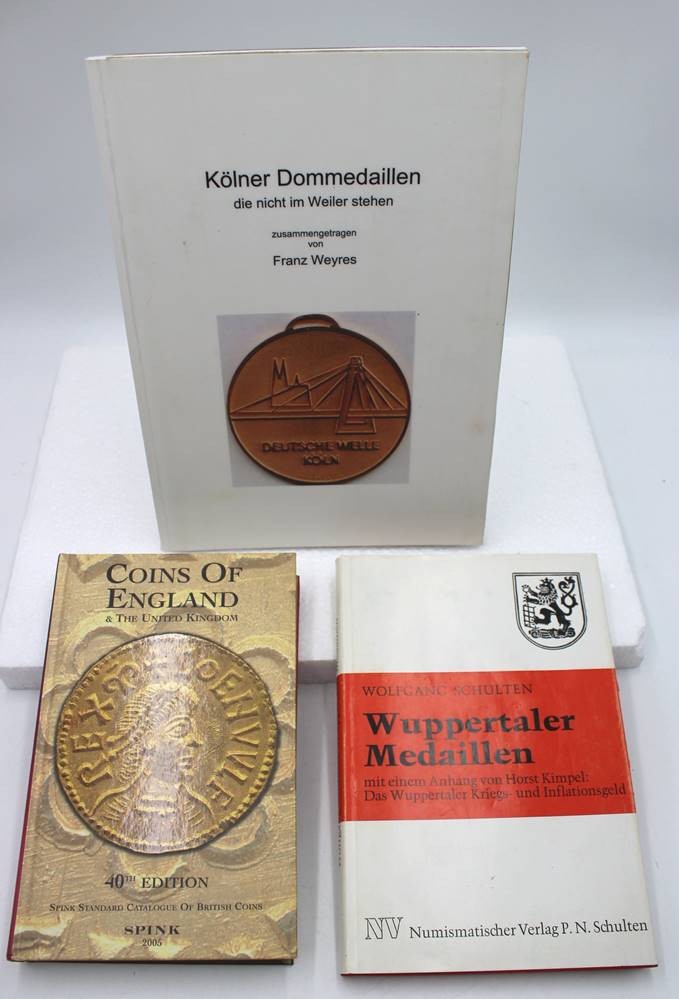 Kölner Dommedaillen
die nicht im Weiler stehen
zusammengetragen
von
Franz Weyres
DEUTSCHE WELLE
KÖLN
COINS OF
ENGLAND
& THE UNITED KINGDOM
40TH EDITION
SPINK STANDARD CATALOGUE OF BRITISH COINS
SPINK
2005
WOLFGANG SCHULTEN
Wuppertaler
Medaillen
mit einem Anhang von Horst Kimpel:
Das Wuppertaler Kriegs- und Inflationsgeld
NV Numismatischer Verlag P. N. Schulten